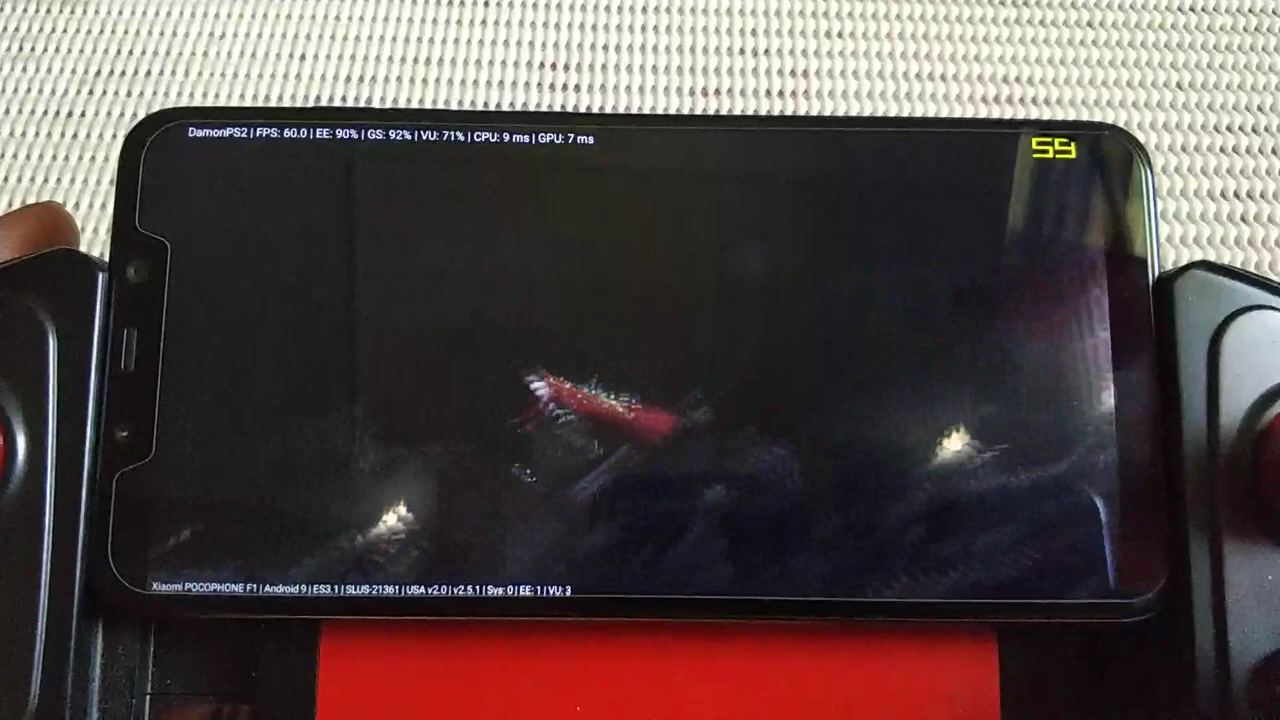 DamonPS2 | FPS: 60.0 | EE: 90% | GS: 92% | VU: 71% | CPU: 9 ms | GPU: 7 ms
59
Xiaomi POCOPHONE F1 | Android 9 | ES3.1 | SLUS-21361 | USA v2.0 | v2.5.1 | Sys: 0 | EE: 1 | VU: 3